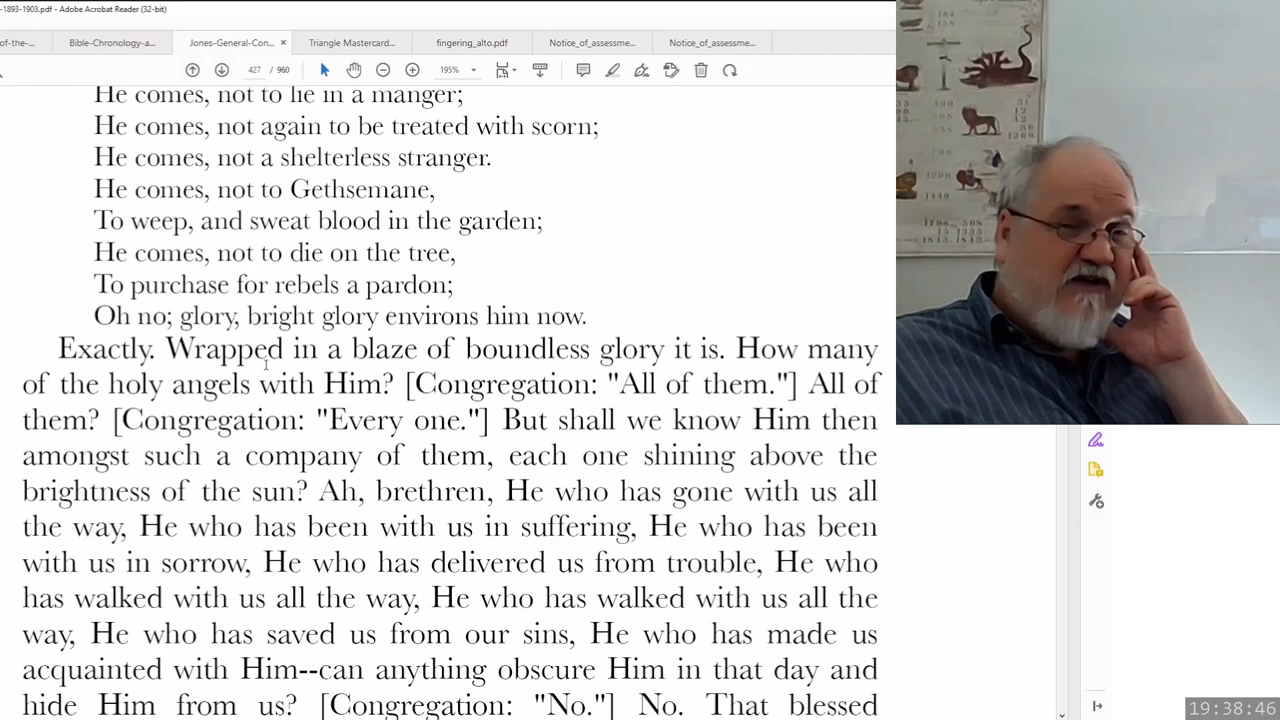 -1893-1903.pdf - Adobe Acrobat Reader (32-bit)
of-the-... Bible-Chronology-a... Jones-General-Con... × Triangle Mastercard... fingering_alto.pdf Notice_of_assessme... Notice_of_assessme...
427 / 960 195%
He comes, not to lie in a manger;
He comes, not again to be treated with scorn;
He comes, not a shelterless stranger.
He comes, not to Gethsemane,
To weep, and sweat blood in the garden;
He comes, not to die on the tree,
To purchase for rebels a pardon;
Oh no; glory, bright glory environs him now.
Exactly. Wrapped in a blaze of boundless glory it is. How many
of the holy angels with Him? [Congregation: "All of them."] All of
them? [Congregation: "Every one."] But shall we know Him then
amongst such a company of them, each one shining above the
brightness of the sun? Ah, brethren, He who has gone with us all
the way, He who has been with us in suffering, He who has been
with us in sorrow, He who has delivered us from trouble, He who
has walked with us all the way, He who has walked with us all the
way, He who has saved us from our sins, He who has made us
acquainted with Him--can anything obscure Him in that day and
hide Him from us? [Congregation: "No."] No. That blessed
19:38:46